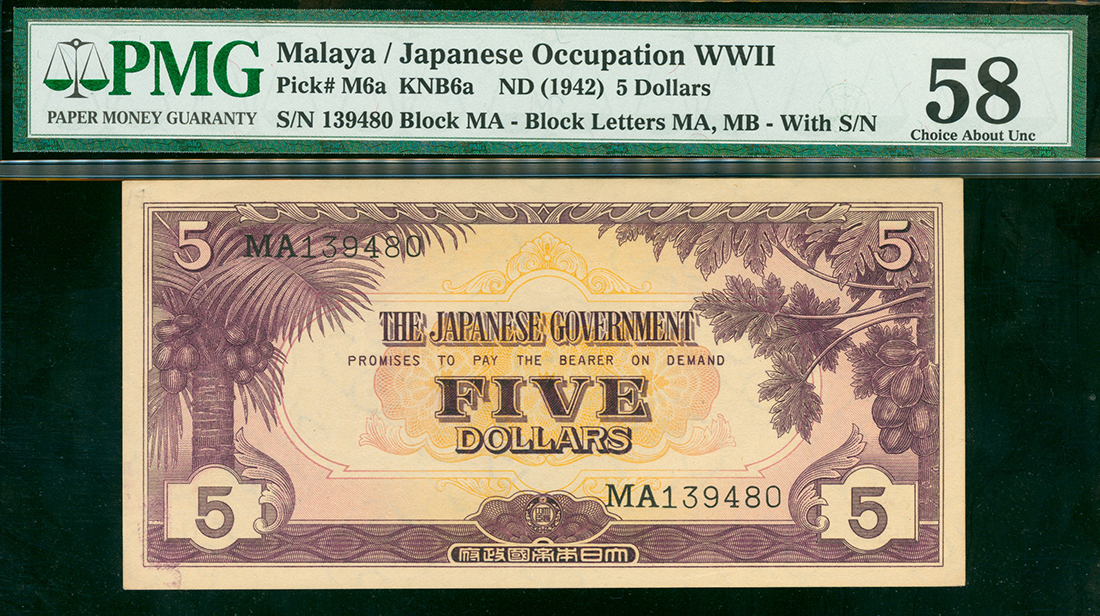 PMG
PAPER MONEY GUARANTY
Malaya / Japanese Occupation WWII
Pick# M6a KNB6a ND (1942) 5 Dollars
S/N 139480 Block MA - Block Letters MA, MB - With S/N
58
Choice About Unc
5
MA139480
5
THE JAPANESE GOVERNMENT
PROMISES TO PAY THE BEARER ON DEMAND
FIVE
DOLLARS
MA139480
5
5
大日本帝國政府